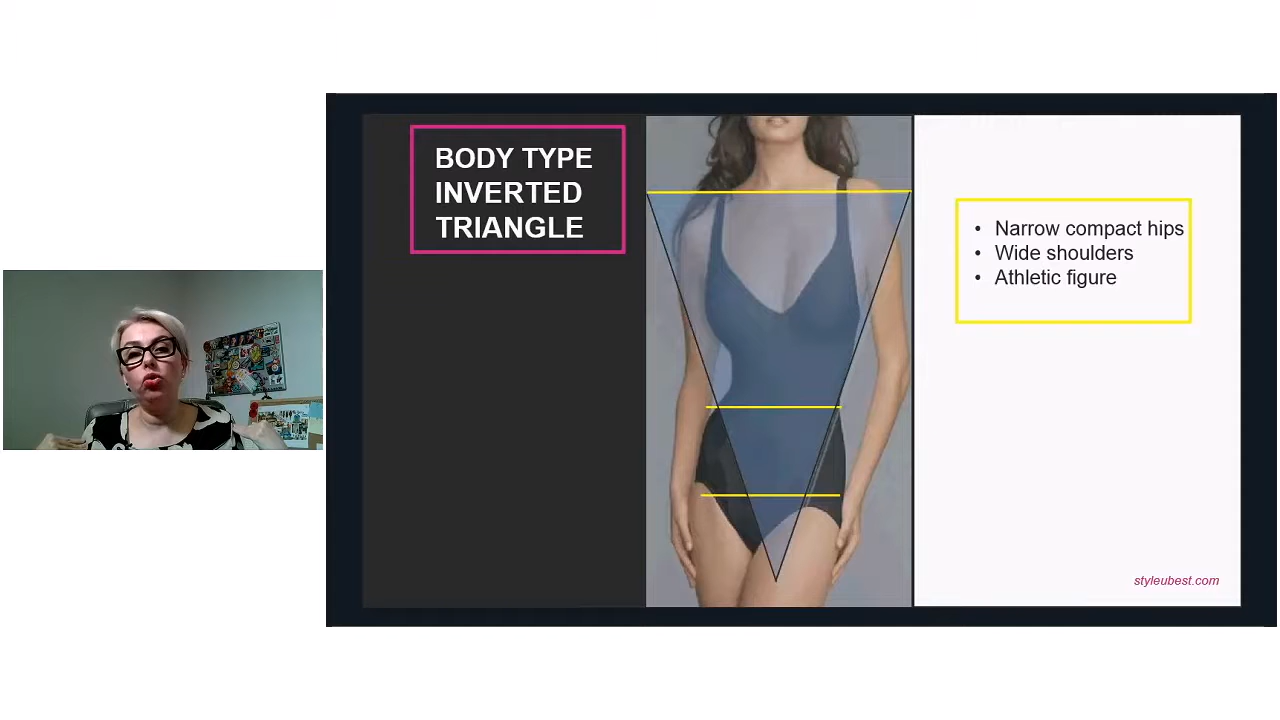 BODY TYPE
INVERTED
TRIANGLE
• Narrow compact hips
• Wide shoulders
• Athletic figure
styleubest.com